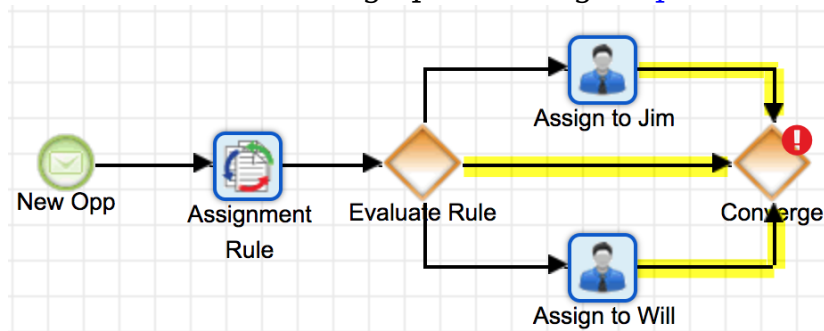 Assign to Jim
New Opp
Assignment
Rule
Evaluate Rule
Converge
Assign to Will